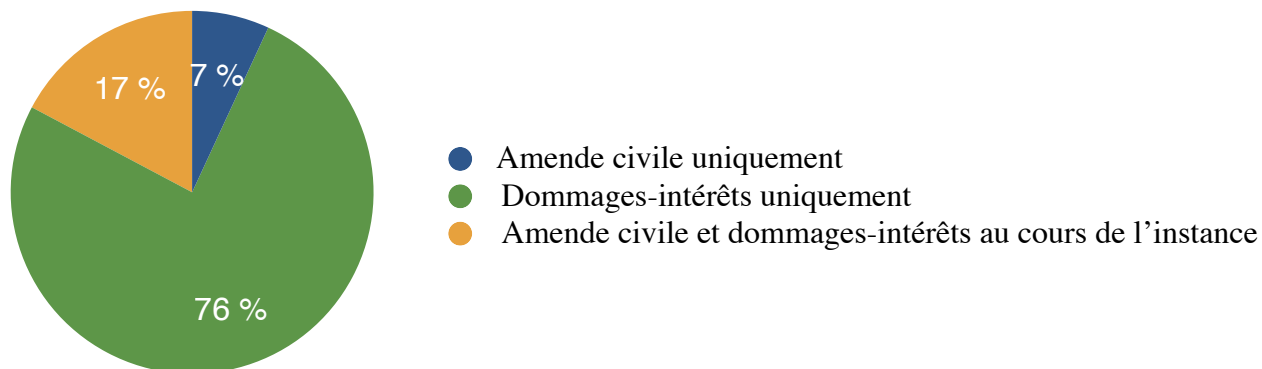 7 %
17 %
76 %
Amende civile uniquement
Dommages-intérêts uniquement
Amende civile et dommages-intérêts au cours de l’instance